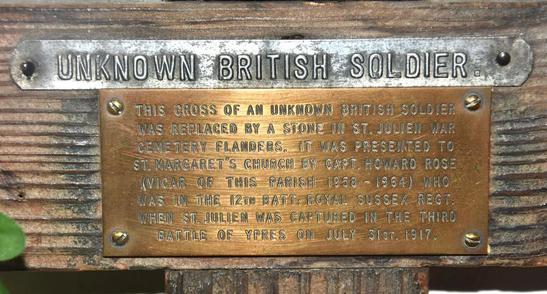 UNKNOWN BRITISH SOLDIER.
THIS CROSS OF AN UNKNOWN BRITISH SOLDIER
WAS REPLACED BY A STONE IN ST. JULIEN WAR
CEMETERY FLANDERS. IT WAS PRESENTED TO
ST. MARGARET'S CHURCH BY CAPT. HOWARD ROSE
(VICAR OF THIS PARISH 1958 - 1964) WHO
WAS IN THE 12TH BATT. ROYAL SUSSEX REGT.
WHEN ST. JULIEN WAS CAPTURED IN THE THIRD
BATTLE OF YPRES ON JULY 31ST. 1917.